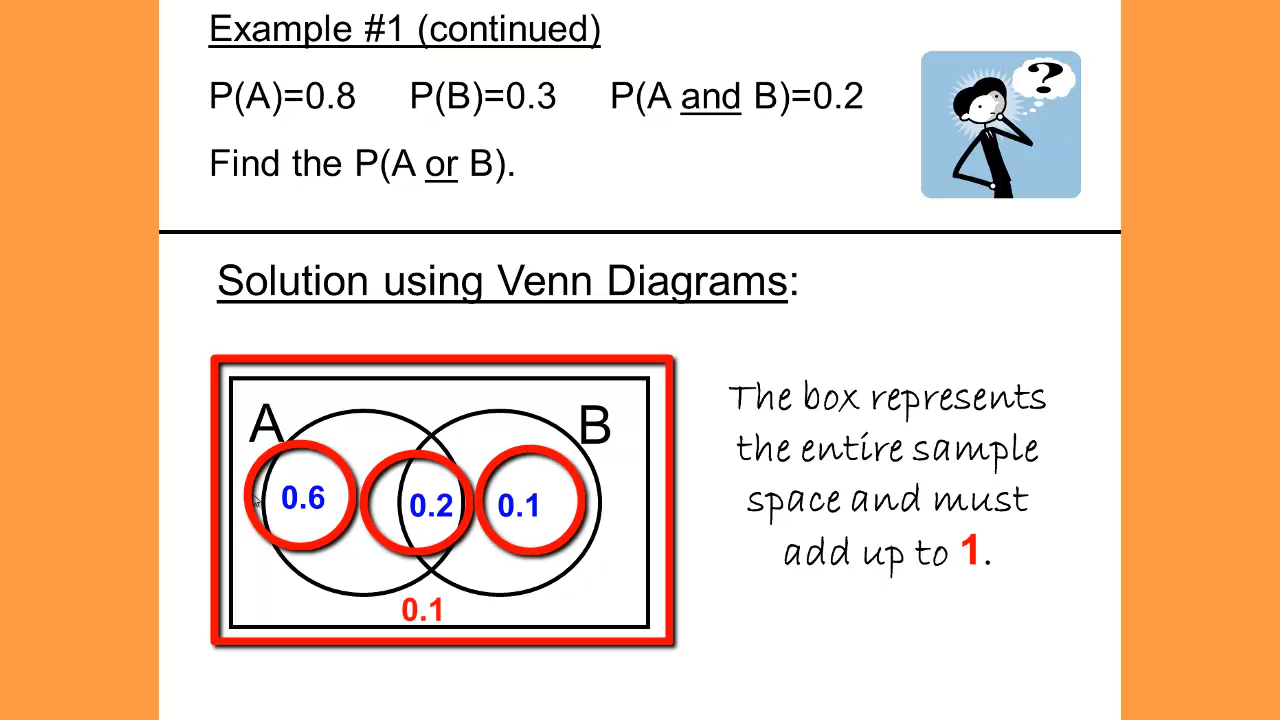 Example #1 (continued)
P(A)=0.8 P(B)=0.3 P(A and B)=0.2
?
Find the P(A or B).
Solution using Venn Diagrams:
The box represents
the entire sample
space and must
add up to 1.
A B
0.6 0.2 0.1
0.1